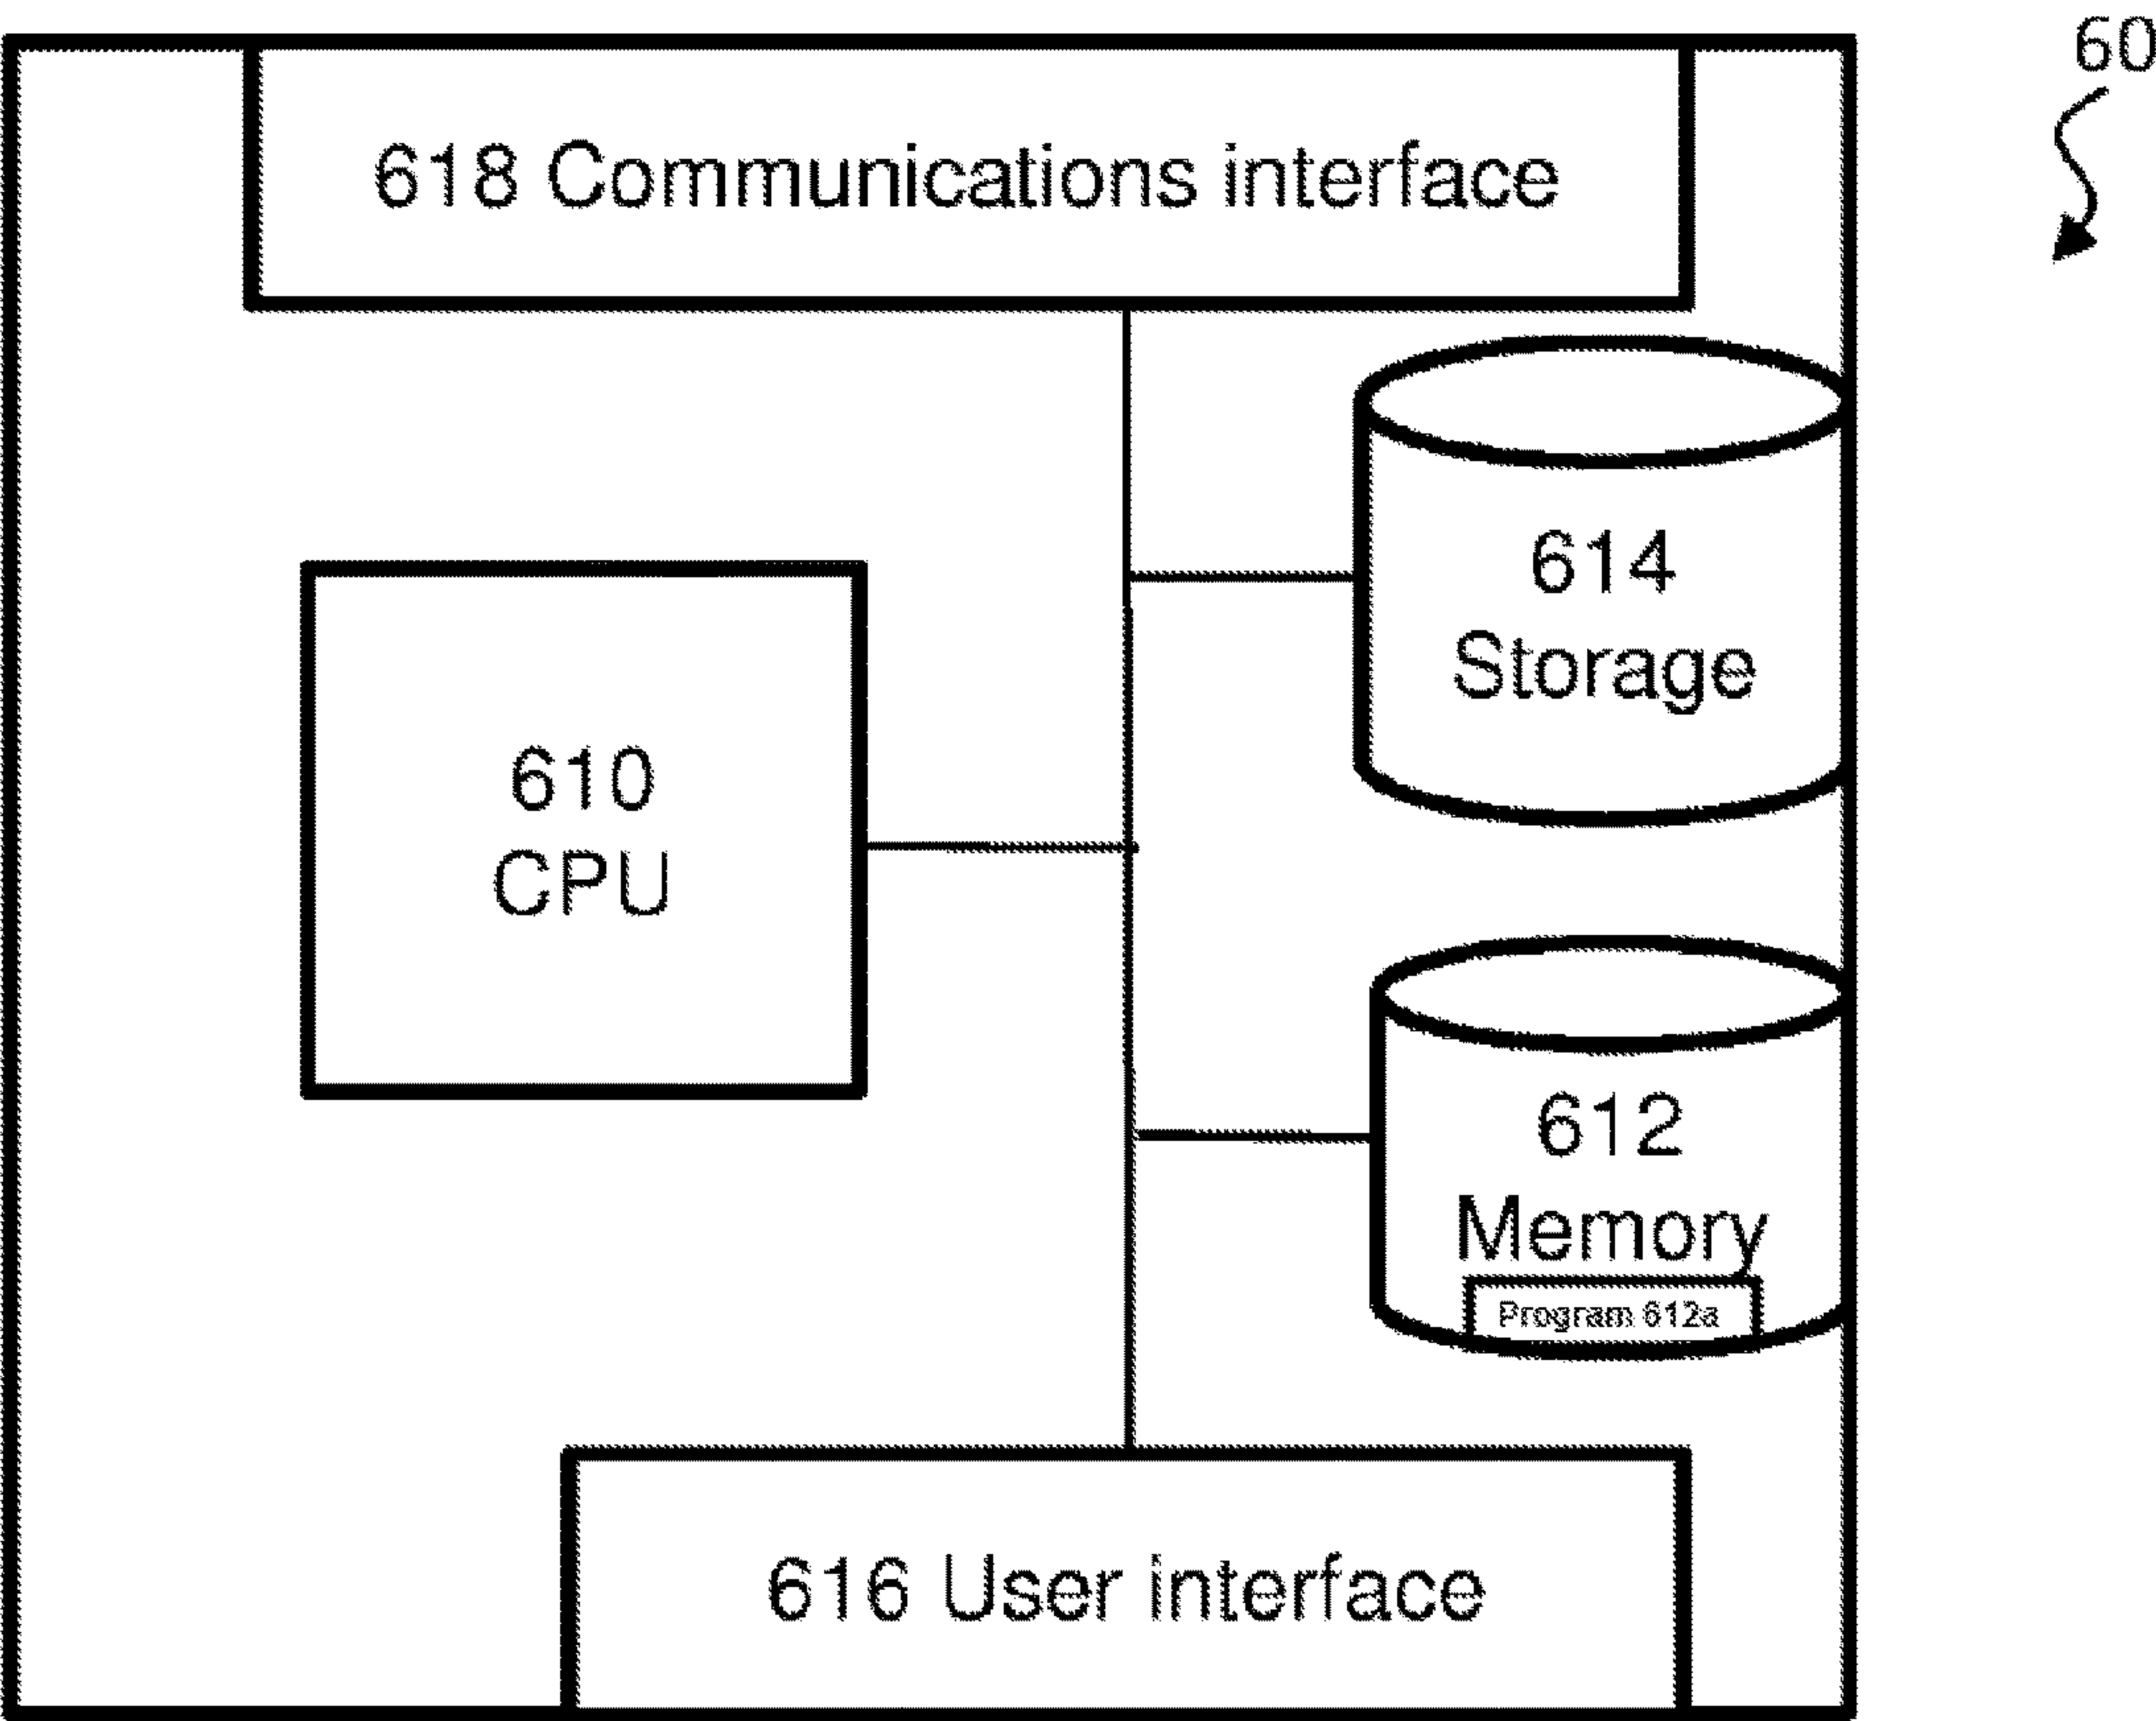 60
618 Communications interface
614
Storage
610
CPU
612
Memory
Program 612a
616 User interface